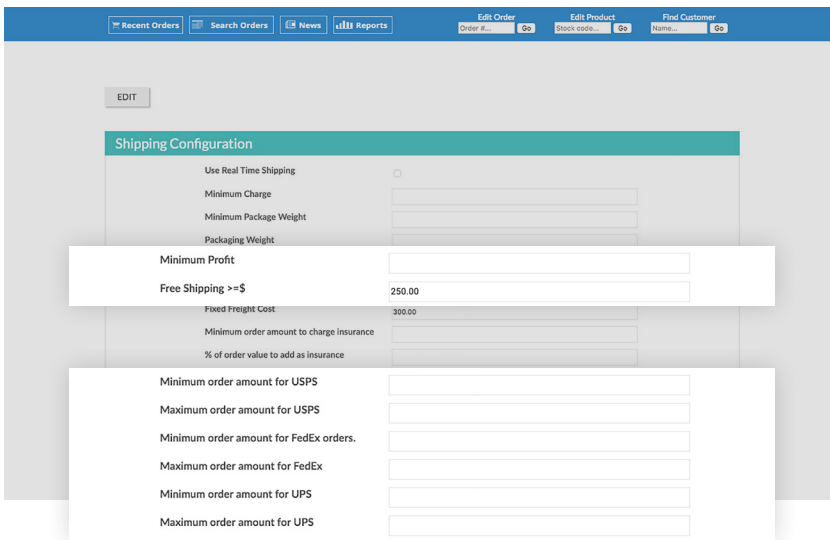 Recent Orders Search Orders News Reports
Edit Order Edit Product Find Customer
Order #... Go Stock code... Go Name... Go
EDIT
Shipping Configuration
Use Real Time Shipping
Minimum Charge
Minimum Package Weight
Packaging Weight
Minimum Profit
Free Shipping >=$ 250.00
Fixed Freight Cost 300.00
Minimum order amount to charge insurance
% of order value to add as insurance
Minimum order amount for USPS
Maximum order amount for USPS
Minimum order amount for FedEx orders.
Maximum order amount for FedEx
Minimum order amount for UPS
Maximum order amount for UPS